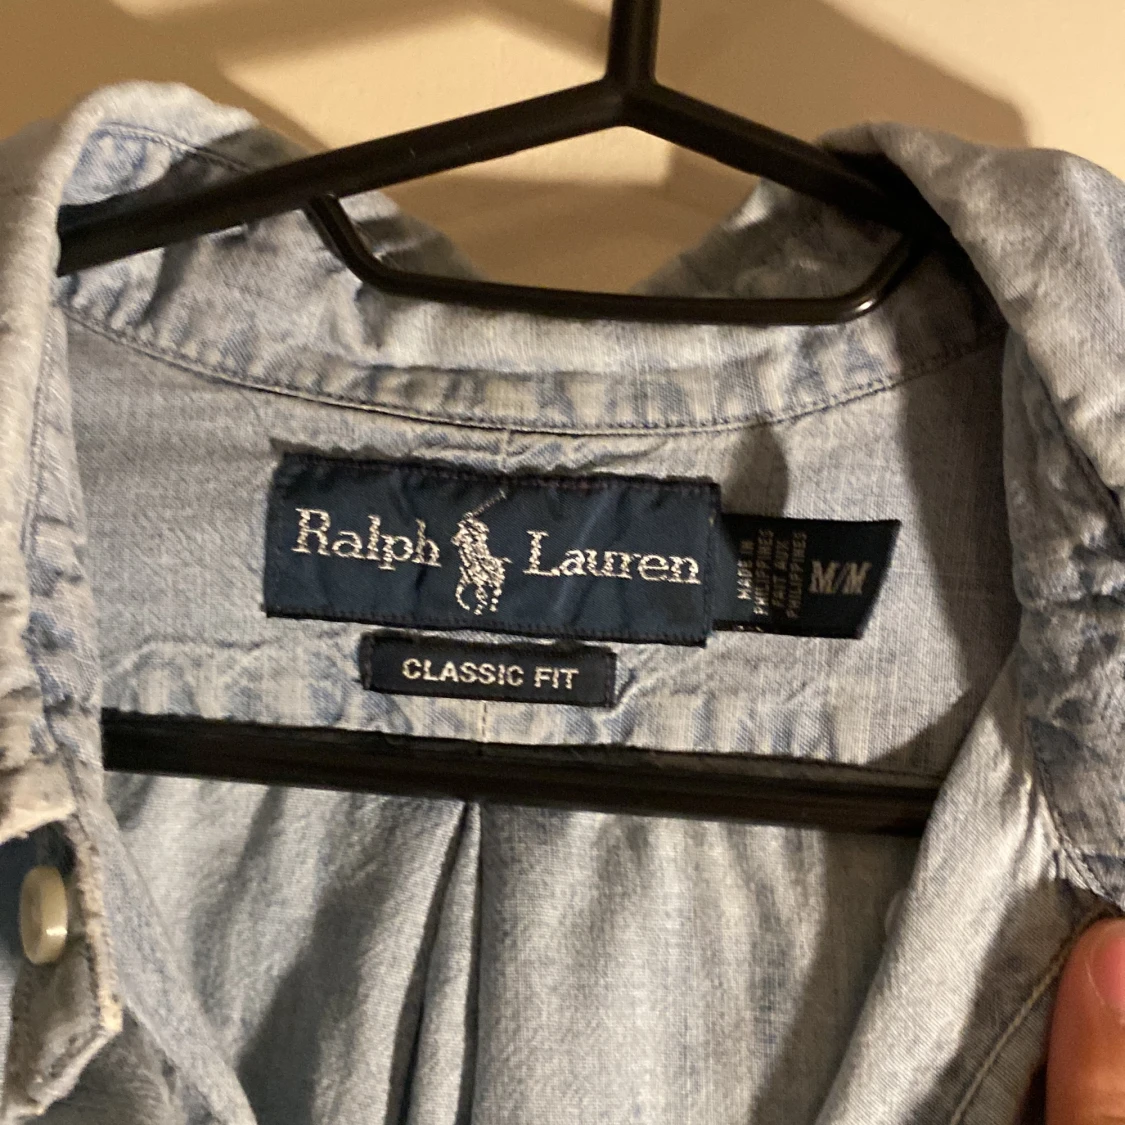 Ralph Lauren
CLASSIC FIT
MADE IN
PHILIPPINES
FAIT AUX
PHILIPPINES
M/M